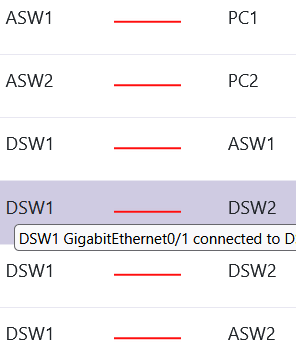 ASW1 PC1
ASW2 PC2
DSW1 ASW1
DSW1 DSW2
DSW1 GigabitEthernet0/1 connected to D
DSW1 DSW2
DSW1 ASW2